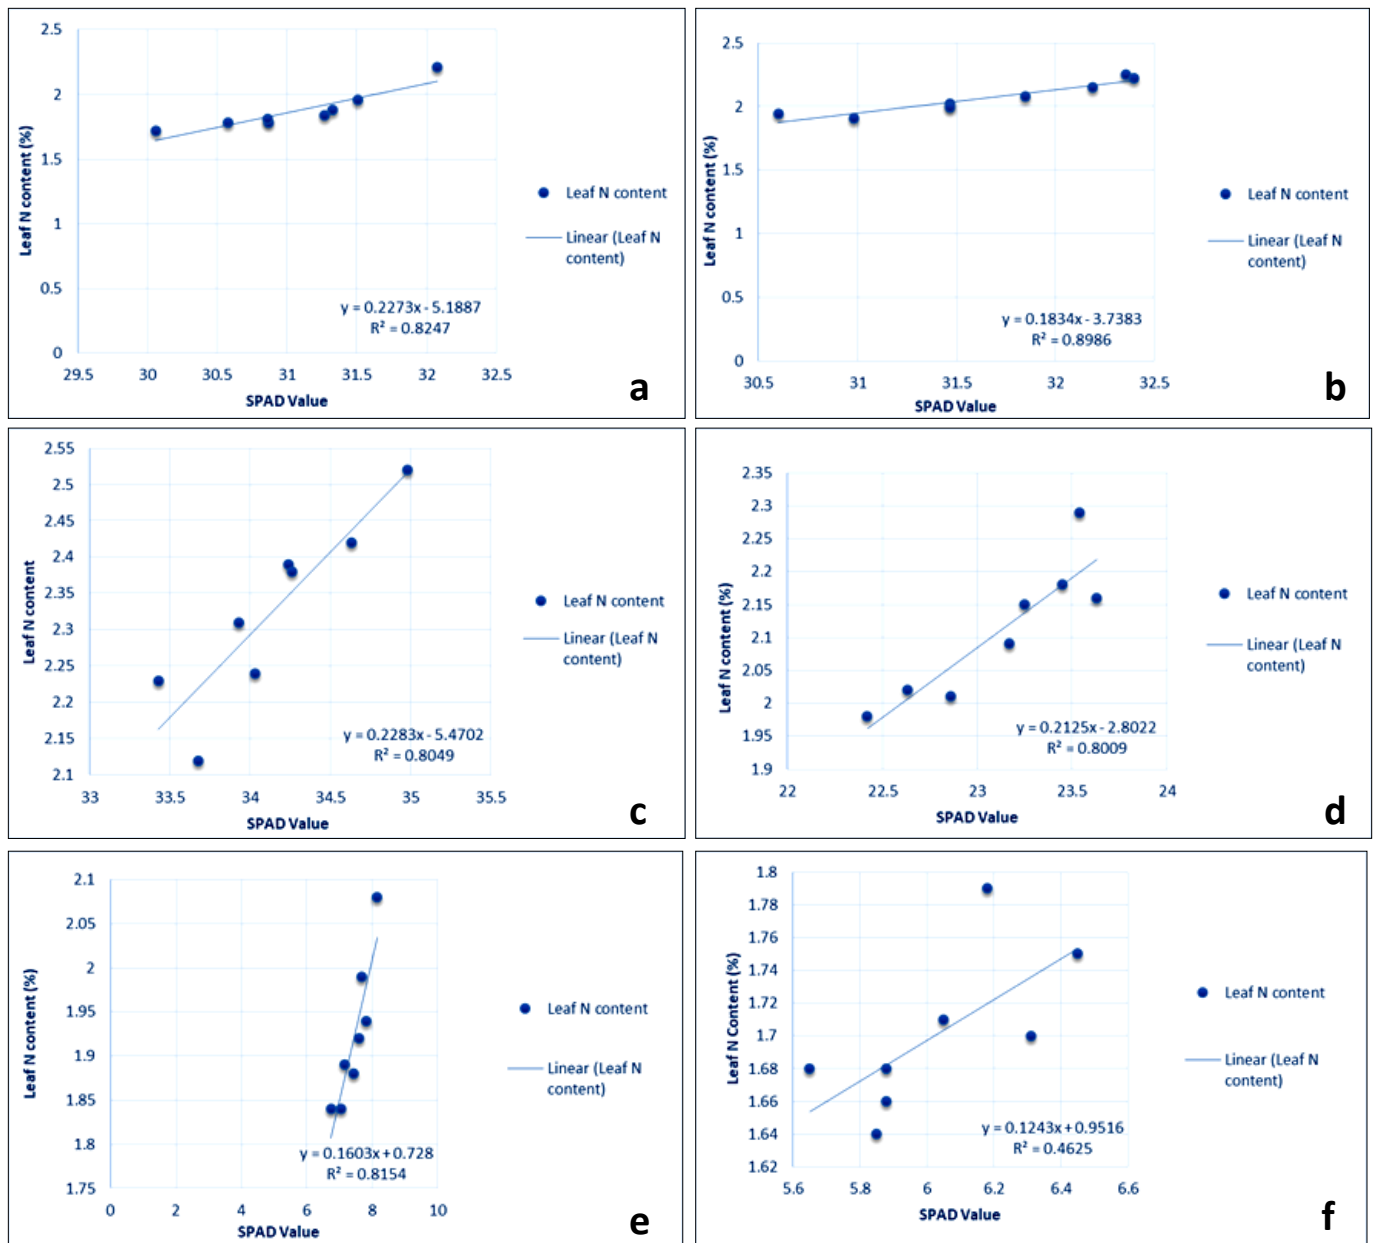 2.5
2
1.5
1
0.5
0
29.5 30 30.5 31 31.5 32 32.5
Leaf N content (%)
SPAD Value
Leaf N content
Linear (Leaf N
content)
y = 0.2273x - 5.1887
R² = 0.8247
a
2.5
2
1.5
1
0.5
0
30.5 31 31.5 32 32.5
Leaf N content (%)
SPAD Value
Leaf N content
Linear (Leaf N
content)
y = 0.1834x - 3.7383
R² = 0.8986
b
2.55
2.5
2.45
2.4
2.35
2.3
2.25
2.2
2.15
2.1
33 33.5 34 34.5 35 35.5
Leaf N content
SPAD Value
Leaf N content
Linear (Leaf N
content)
y = 0.2283x - 5.4702
R² = 0.8049
c
2.35
2.3
2.25
2.2
2.15
2.1
2.05
2
1.95
1.9
22 22.5 23 23.5 24
Leaf N content (%)
SPAD Value
Leaf N content
Linear (Leaf N
content)
y = 0.2125x - 2.8022
R² = 0.8009
d
2.1
2.05
2
1.95
1.9
1.85
1.8
1.75
0 2 4 6 8 10
Leaf N content (%)
SPAD Value
Leaf N content
Linear (Leaf N
content)
y = 0.1603x + 0.728
R² = 0.8154
e
1.8
1.78
1.76
1.74
1.72
1.7
1.68
1.66
1.64
1.62
5.6 5.8 6 6.2 6.4 6.6
Leaf N Content (%)
SPAD Value
Leaf N content
Linear (Leaf N
content)
y = 0.1243x + 0.9516
R² = 0.4625
f